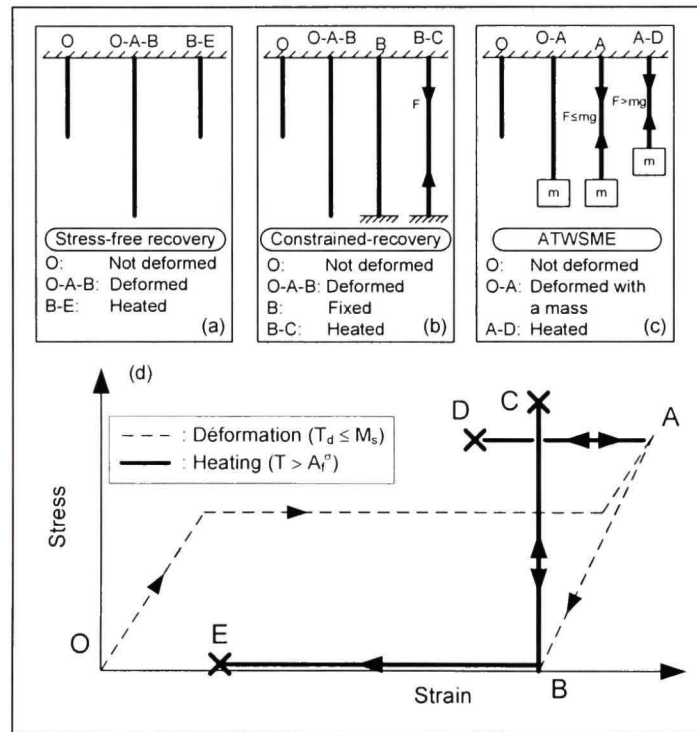 O O-A-B B-E
Stress-free recovery
O: Not deformed
O-A-B: Deformed
B-E: Heated
(a)
O O-A-B B B-C
F
Constrained-recovery
O: Not deformed
O-A-B: Deformed
B: Fixed
B-C: Heated
(b)
O O-A A A-D
F≤mg
F>mg
m
m
m
ATWSME
O: Not deformed
O-A: Deformed with
a mass
A-D: Heated
(c)
(d)
: Déformation (T_d ≤ M_s)
: Heating (T > A_f^σ)
D
C
A
O
E
B
Stress
Strain